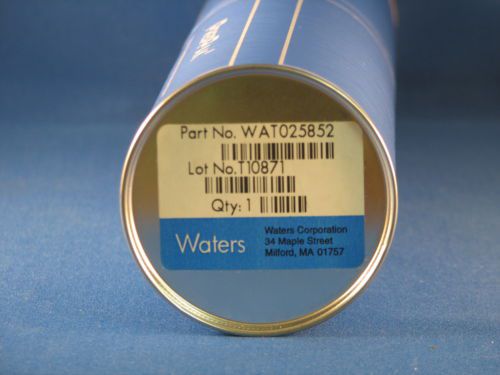 Part No. WAT025852
Lot No.T10871
Qty: 1
Waters
Waters Corporation
34 Maple Street
Milford, MA 01757